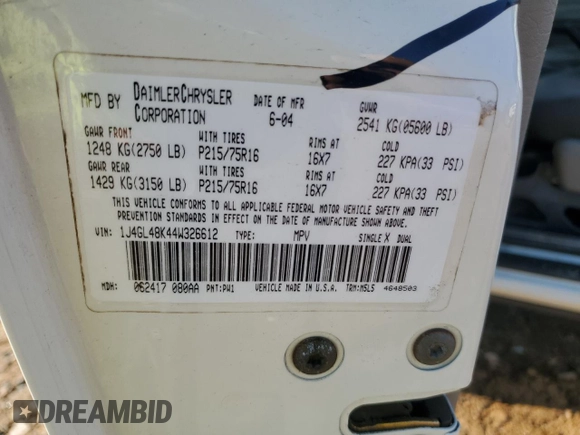 MFD BY DAIMLERCHRYSLER CORPORATION DATE OF MFR 6-04 GVWR 2541 KG(05600 LB)
GAWR FRONT WITH TIRES RIMS AT COLD
1248 KG(2750 LB) P215/75R16 16X7 227 KPA(33 PSI)
GAWR REAR WITH TIRES RIMS AT COLD
1429 KG(3150 LB) P215/75R16 16X7 227 KPA(33 PSI)
THIS VEHICLE CONFORMS TO ALL APPLICABLE FEDERAL MOTOR VEHICLE SAFETY AND THEFT
PREVENTION STANDARDS IN EFFECT ON THE DATE OF MANUFACTURE SHOWN ABOVE.
VIN: 1J4GL48K44W326612 TYPE: MPV SINGLE X DUAL
MDH: 062417 080AA PNT: PW1 VEHICLE MADE IN U.S.A. TRM: M5L5 4648503
DREAMBID